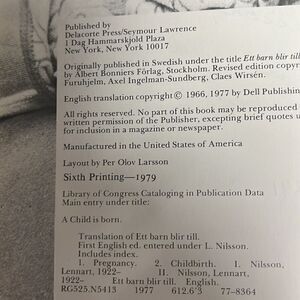 Published by
Delacorte Press/Seymour Lawrence
1 Dag Hammarskjold Plaza
New York, New York 10017
Originally published in Swedish under the title Ett barn blir till
by Albert Bonniers Förlag, Stockholm. Revised edition copyr
Furuhjelm, Axel Ingelman-Sundberg, Claes Wirsén.
English translation copyright © 1966, 1977 by Dell Publishin
All rights reserved. No part of this book may be reproduced
written permission of the Publisher, excepting brief quotes u
for inclusion in a magazine or newspaper.
Manufactured in the United States of America
Layout by Per Olov Larsson
Sixth Printing—1979
Library of Congress Cataloging in Publication Data
Main entry under title:
A Child is born.
Translation of Ett barn blir till.
First English ed. entered under L. Nilsson.
Includes index.
1. Pregnancy. 2. Childbirth. I. Nilsson,
Lennart, 1922- II. Nilsson, Lennart,
1922- Ett barn blir till. English.
RG525.N5413 1977 612.6'3 77-8364